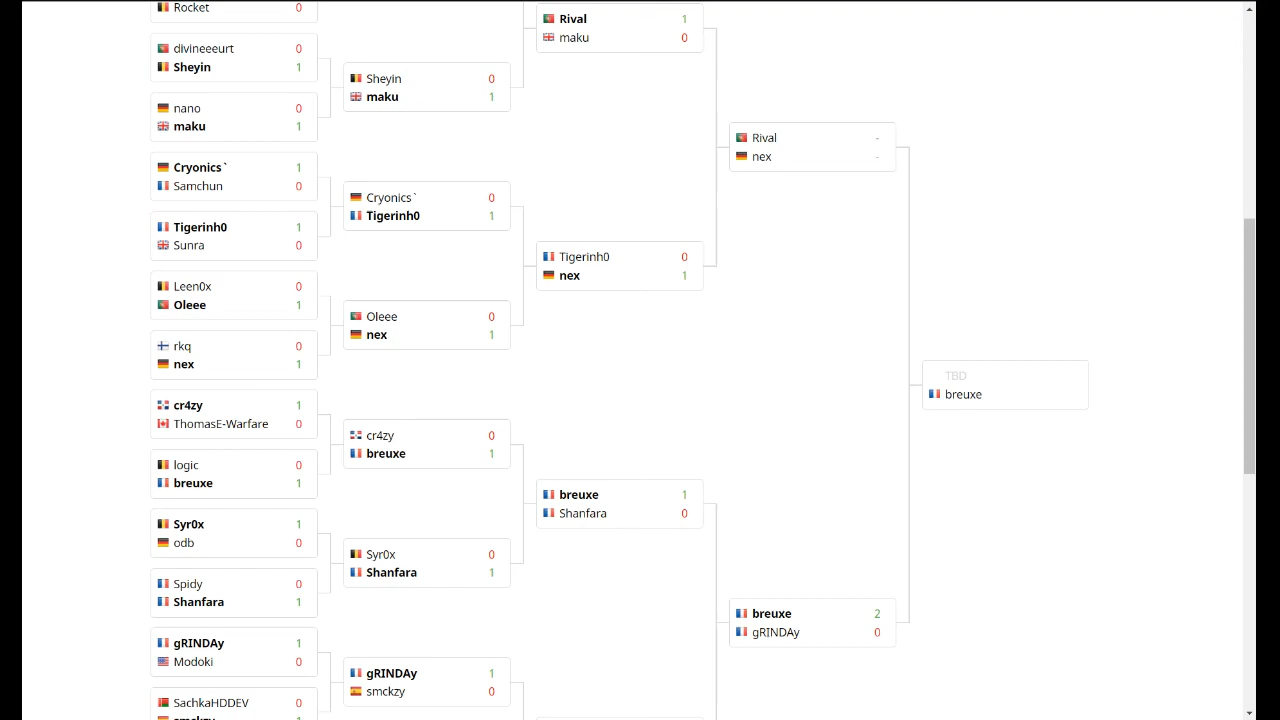 Rocket 0
divineeeurt 0
Sheyin 1
nano 0
maku 1
Cryonics` 1
Samchun 0
Tigerinh0 1
Sunra 0
Leen0x 0
Oleee 1
rkq 0
nex 1
cr4zy 1
ThomasE-Warfare 0
logic 0
breuxe 1
Syr0x 1
odb 0
Spidy 0
Shanfara 1
gRINDAy 1
Modoki 0
SachkaHDDEV 0
smckzy 1
Sheyin 0
maku 1
Cryonics` 0
Tigerinh0 1
Oleee 0
nex 1
cr4zy 0
breuxe 1
Syr0x 0
Shanfara 1
gRINDAy 1
smckzy 0
Rival 1
maku 0
Tigerinh0 0
nex 1
breuxe 1
Shanfara 0
Rival -
nex -
breuxe 2
gRINDAy 0
TBD
breuxe